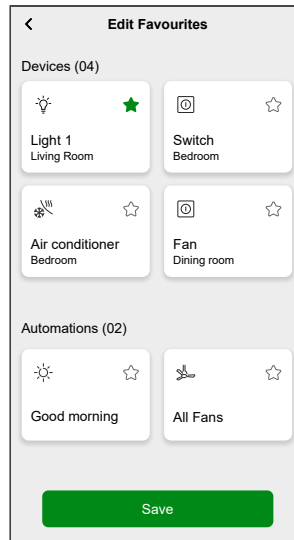 Edit Favourites
Devices (04)
Light 1
Living Room
Switch
Bedroom
Air conditioner
Bedroom
Fan
Dining room
Automations (02)
Good morning
All Fans
Save